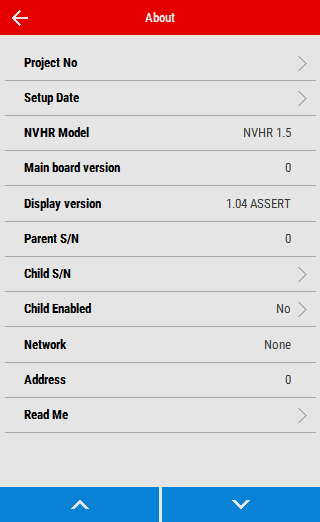 About
Project No
Setup Date
NVHR Model NVHR 1.5
Main board version 0
Display version 1.04 ASSERT
Parent S/N 0
Child S/N
Child Enabled No
Network None
Address 0
Read Me